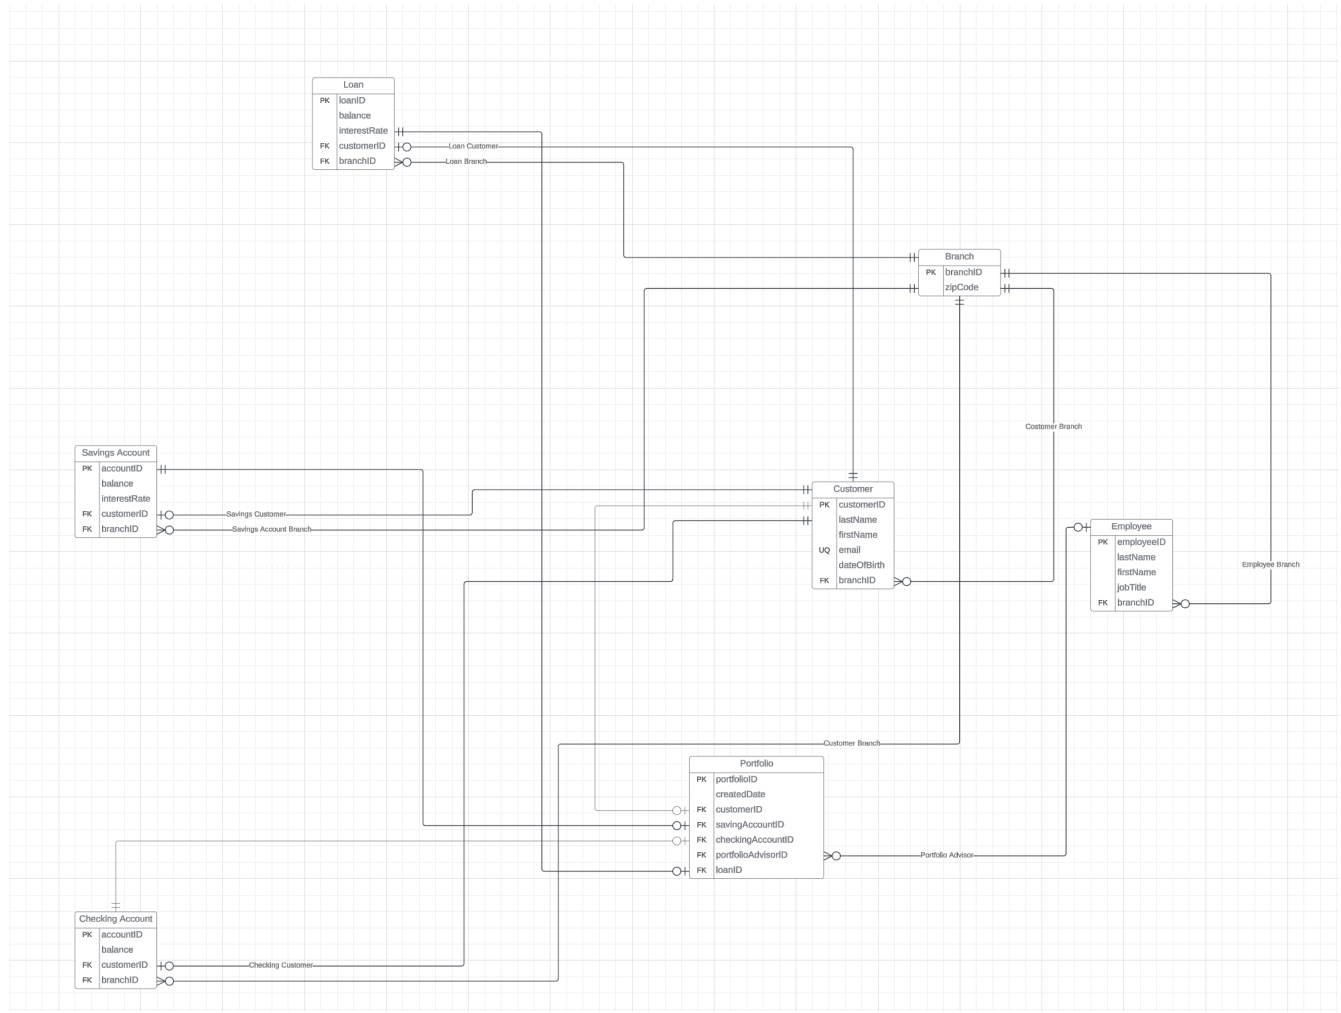 Loan
PK loanID
balance
interestRate
FK customerID
FK branchID
Loan Customer
Loan Branch
Branch
PK branchID
zipCode
Costomer Branch
Savings Account
PK accountID
balance
interestRate
FK customerID
FK branchID
Savings Customer
Savings Account Branch
Customer
PK customerID
lastName
firstName
UQ email
dateOfBirth
FK branchID
Employee
PK employeeID
lastName
firstName
jobTitle
FK branchID
Employee Branch
Customer Branch
Portfolio
PK portfolioID
createdDate
FK customerID
FK savingAccountID
FK checkingAccountID
FK portfolioAdvisorID
FK loanID
Portfolio Advisor
Checking Account
PK accountID
balance
FK customerID
FK branchID
Checking Customer